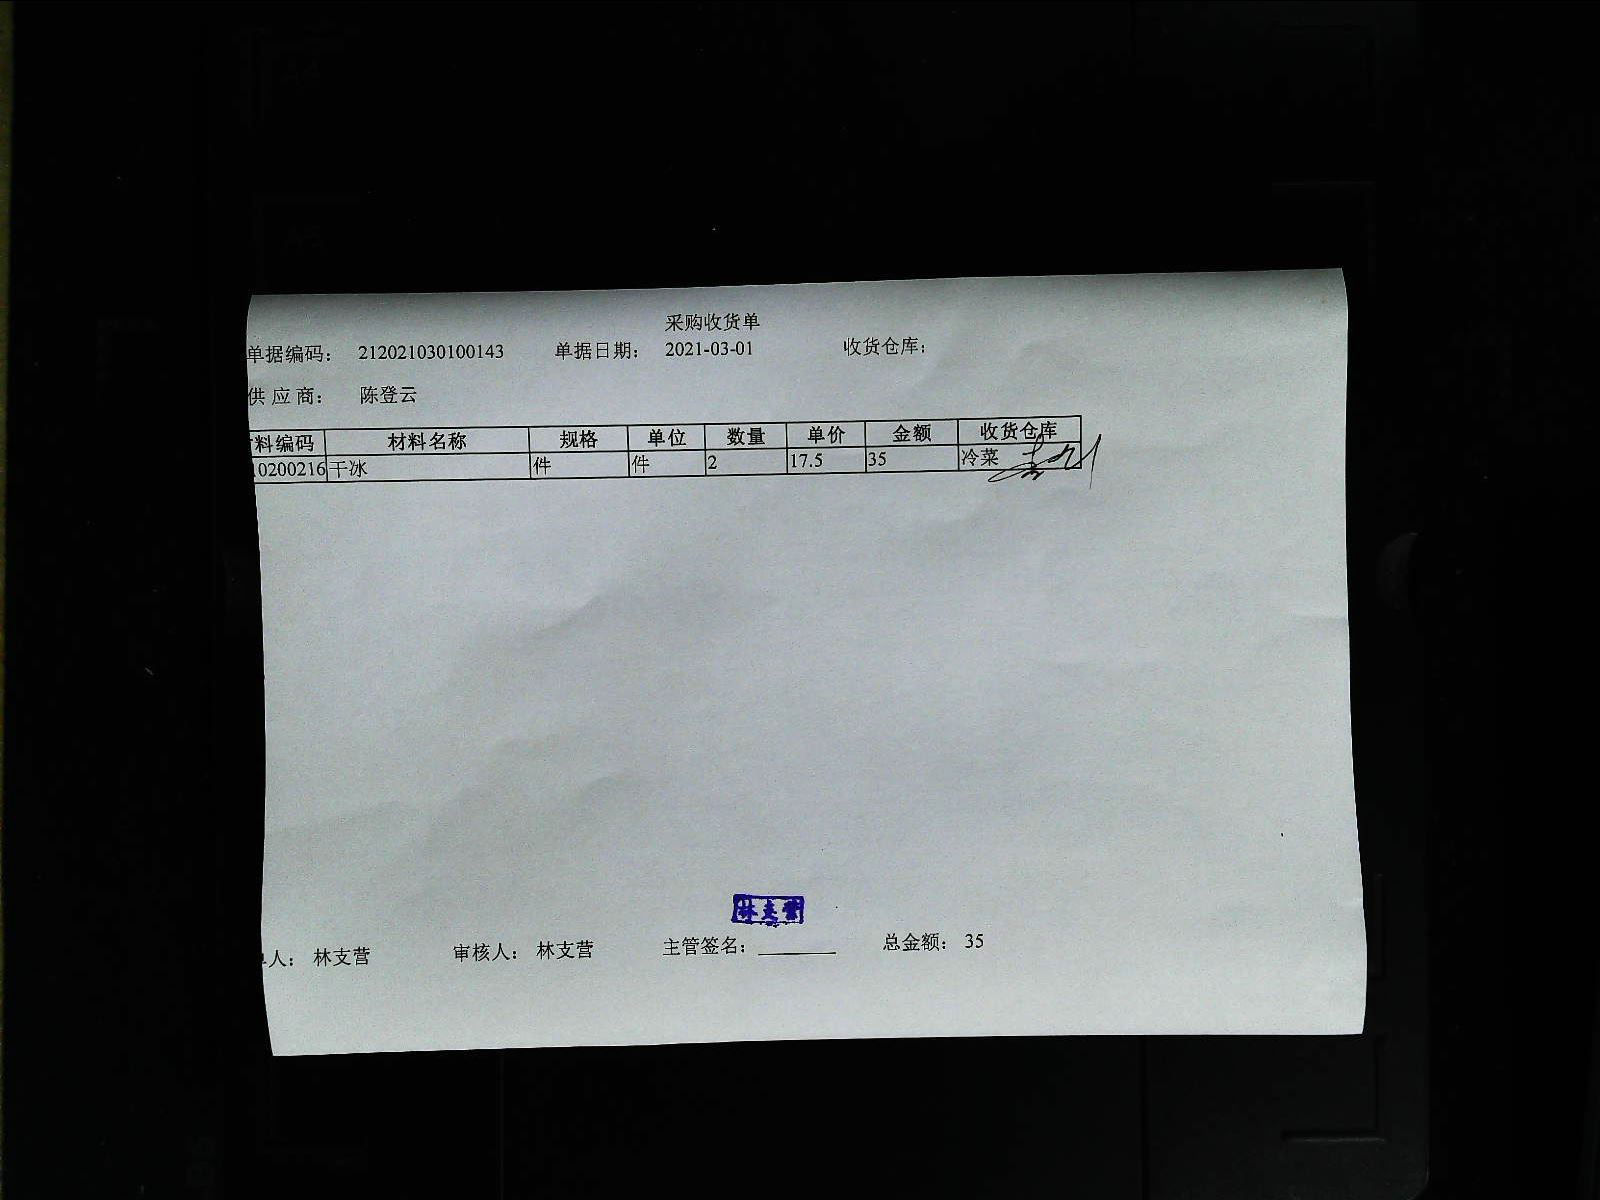 采购收货单
单据编码: 212021030100143 单据日期: 2021-03-01 收货仓库:
供应商: 陈登云
料编码 材料名称 规格 单位 数量 单价 金额 收货仓库
0200216 干冰 件 件 2 17.5 35 冷菜
林支营
人: 林支营 审核人: 林支营 主管签名: 总金额: 35